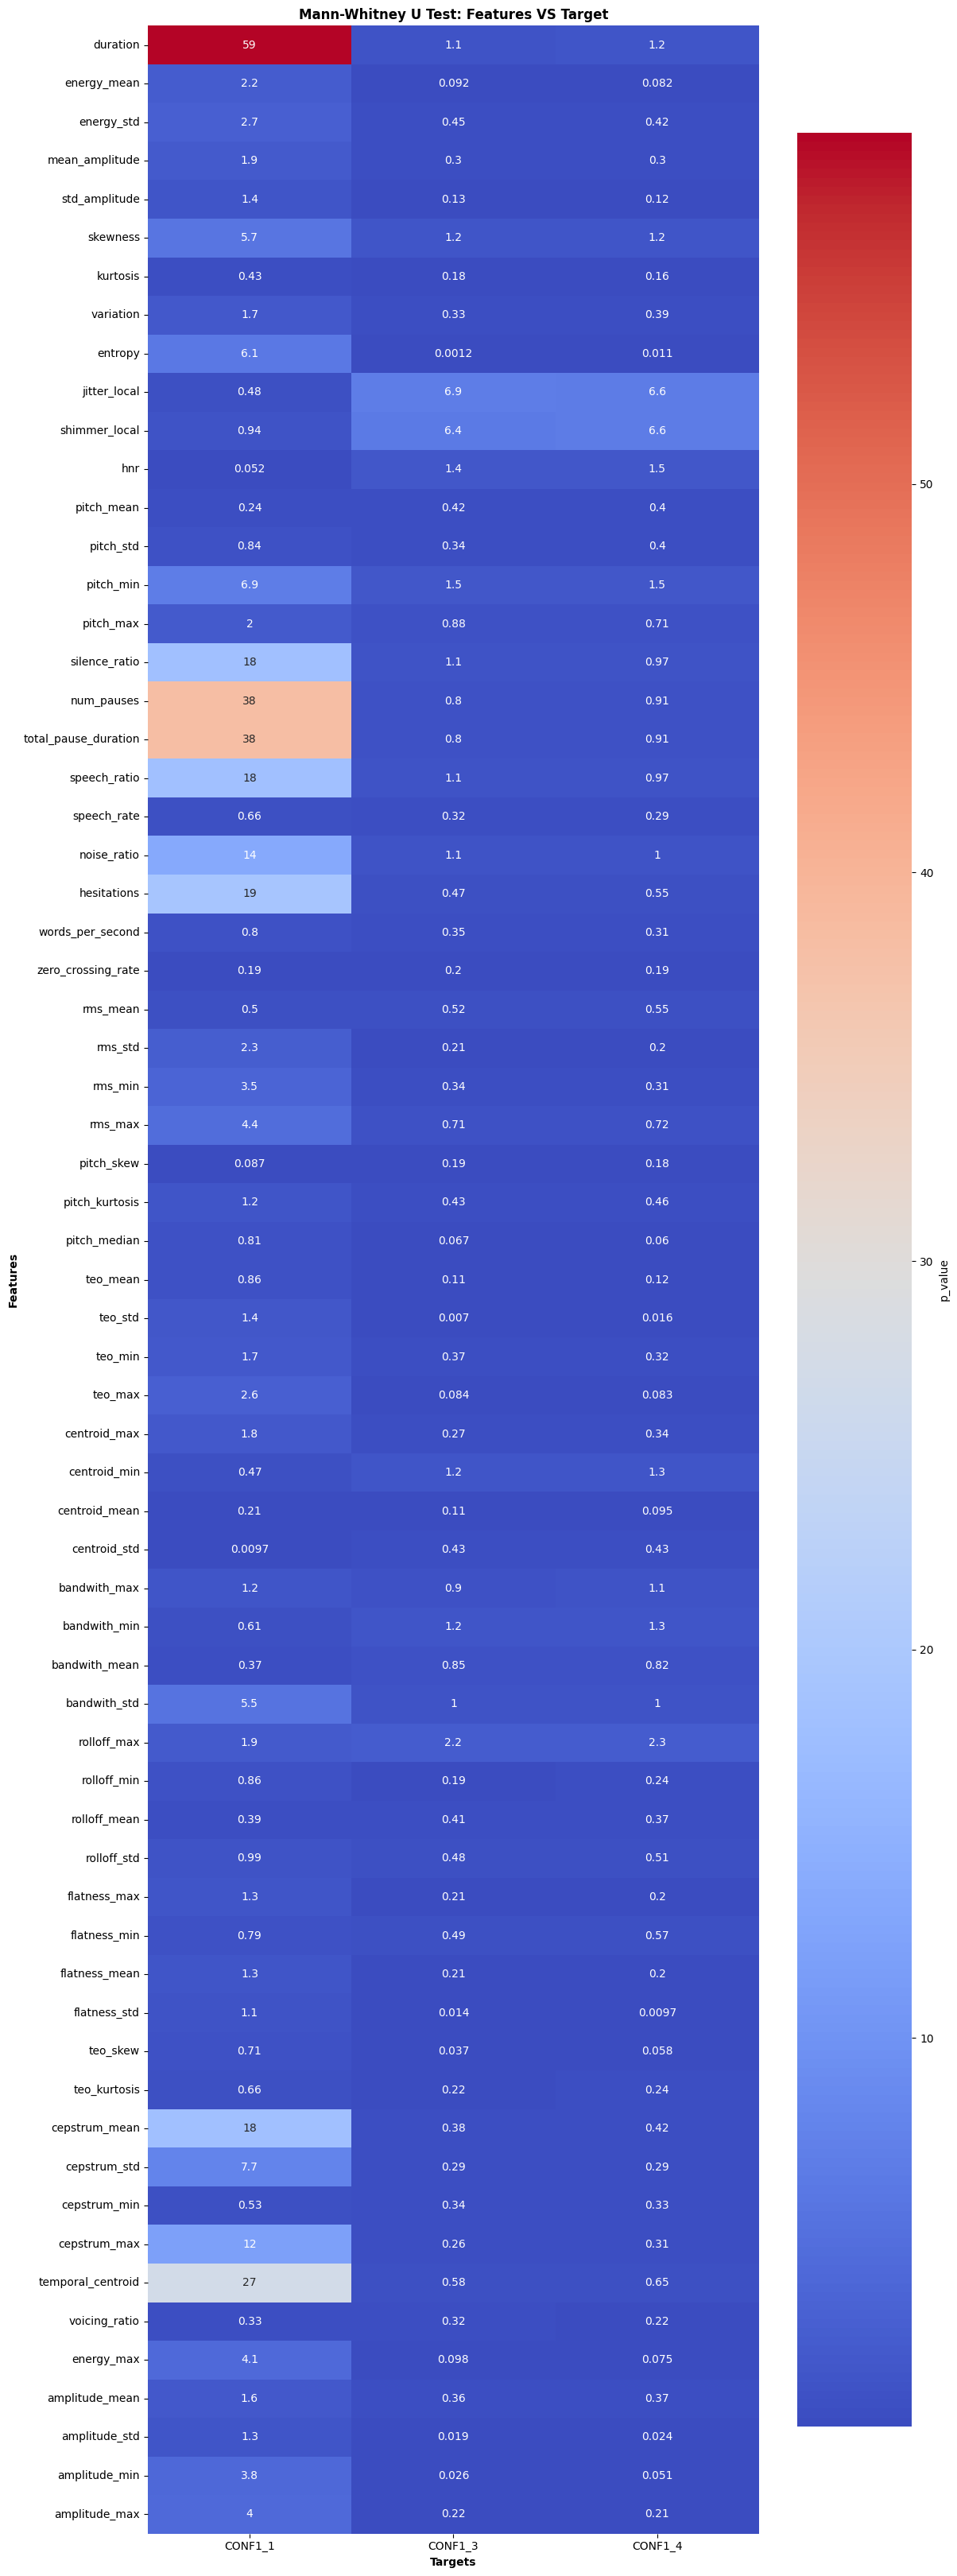 Mann-Whitney U Test: Features VS Target
duration 59 1.1 1.2
energy_mean 2.2 0.092 0.082
energy_std 2.7 0.45 0.42
mean_amplitude 1.9 0.3 0.3
std_amplitude 1.4 0.13 0.12
skewness 5.7 1.2 1.2
kurtosis 0.43 0.18 0.16
variation 1.7 0.33 0.39
entropy 6.1 0.0012 0.011
jitter_local 0.48 6.9 6.6
shimmer_local 0.94 6.4 6.6
hnr 0.052 1.4 1.5
pitch_mean 0.24 0.42 0.4
pitch_std 0.84 0.34 0.4
pitch_min 6.9 1.5 1.5
pitch_max 2 0.88 0.71
silence_ratio 18 1.1 0.97
num_pauses 38 0.8 0.91
total_pause_duration 38 0.8 0.91
speech_ratio 18 1.1 0.97
speech_rate 0.66 0.32 0.29
noise_ratio 14 1.1 1
hesitations 19 0.47 0.55
words_per_second 0.8 0.35 0.31
zero_crossing_rate 0.19 0.2 0.19
rms_mean 0.5 0.52 0.55
rms_std 2.3 0.21 0.2
rms_min 3.5 0.34 0.31
rms_max 4.4 0.71 0.72
pitch_skew 0.087 0.19 0.18
pitch_kurtosis 1.2 0.43 0.46
pitch_median 0.81 0.067 0.06
teo_mean 0.86 0.11 0.12
teo_std 1.4 0.007 0.016
teo_min 1.7 0.37 0.32
teo_max 2.6 0.084 0.083
centroid_max 1.8 0.27 0.34
centroid_min 0.47 1.2 1.3
centroid_mean 0.21 0.11 0.095
centroid_std 0.0097 0.43 0.43
bandwith_max 1.2 0.9 1.1
bandwith_min 0.61 1.2 1.3
bandwith_mean 0.37 0.85 0.82
bandwith_std 5.5 1 1
rolloff_max 1.9 2.2 2.3
rolloff_min 0.86 0.19 0.24
rolloff_mean 0.39 0.41 0.37
rolloff_std 0.99 0.48 0.51
flatness_max 1.3 0.21 0.2
flatness_min 0.79 0.49 0.57
flatness_mean 1.3 0.21 0.2
flatness_std 1.1 0.014 0.0097
teo_skew 0.71 0.037 0.058
teo_kurtosis 0.66 0.22 0.24
cepstrum_mean 18 0.38 0.42
cepstrum_std 7.7 0.29 0.29
cepstrum_min 0.53 0.34 0.33
cepstrum_max 12 0.26 0.31
temporal_centroid 27 0.58 0.65
voicing_ratio 0.33 0.32 0.22
energy_max 4.1 0.098 0.075
amplitude_mean 1.6 0.36 0.37
amplitude_std 1.3 0.019 0.024
amplitude_min 3.8 0.026 0.051
amplitude_max 4 0.22 0.21
CONF1_1 CONF1_3 CONF1_4
Targets
Features
50
40
30
20
10
p_value